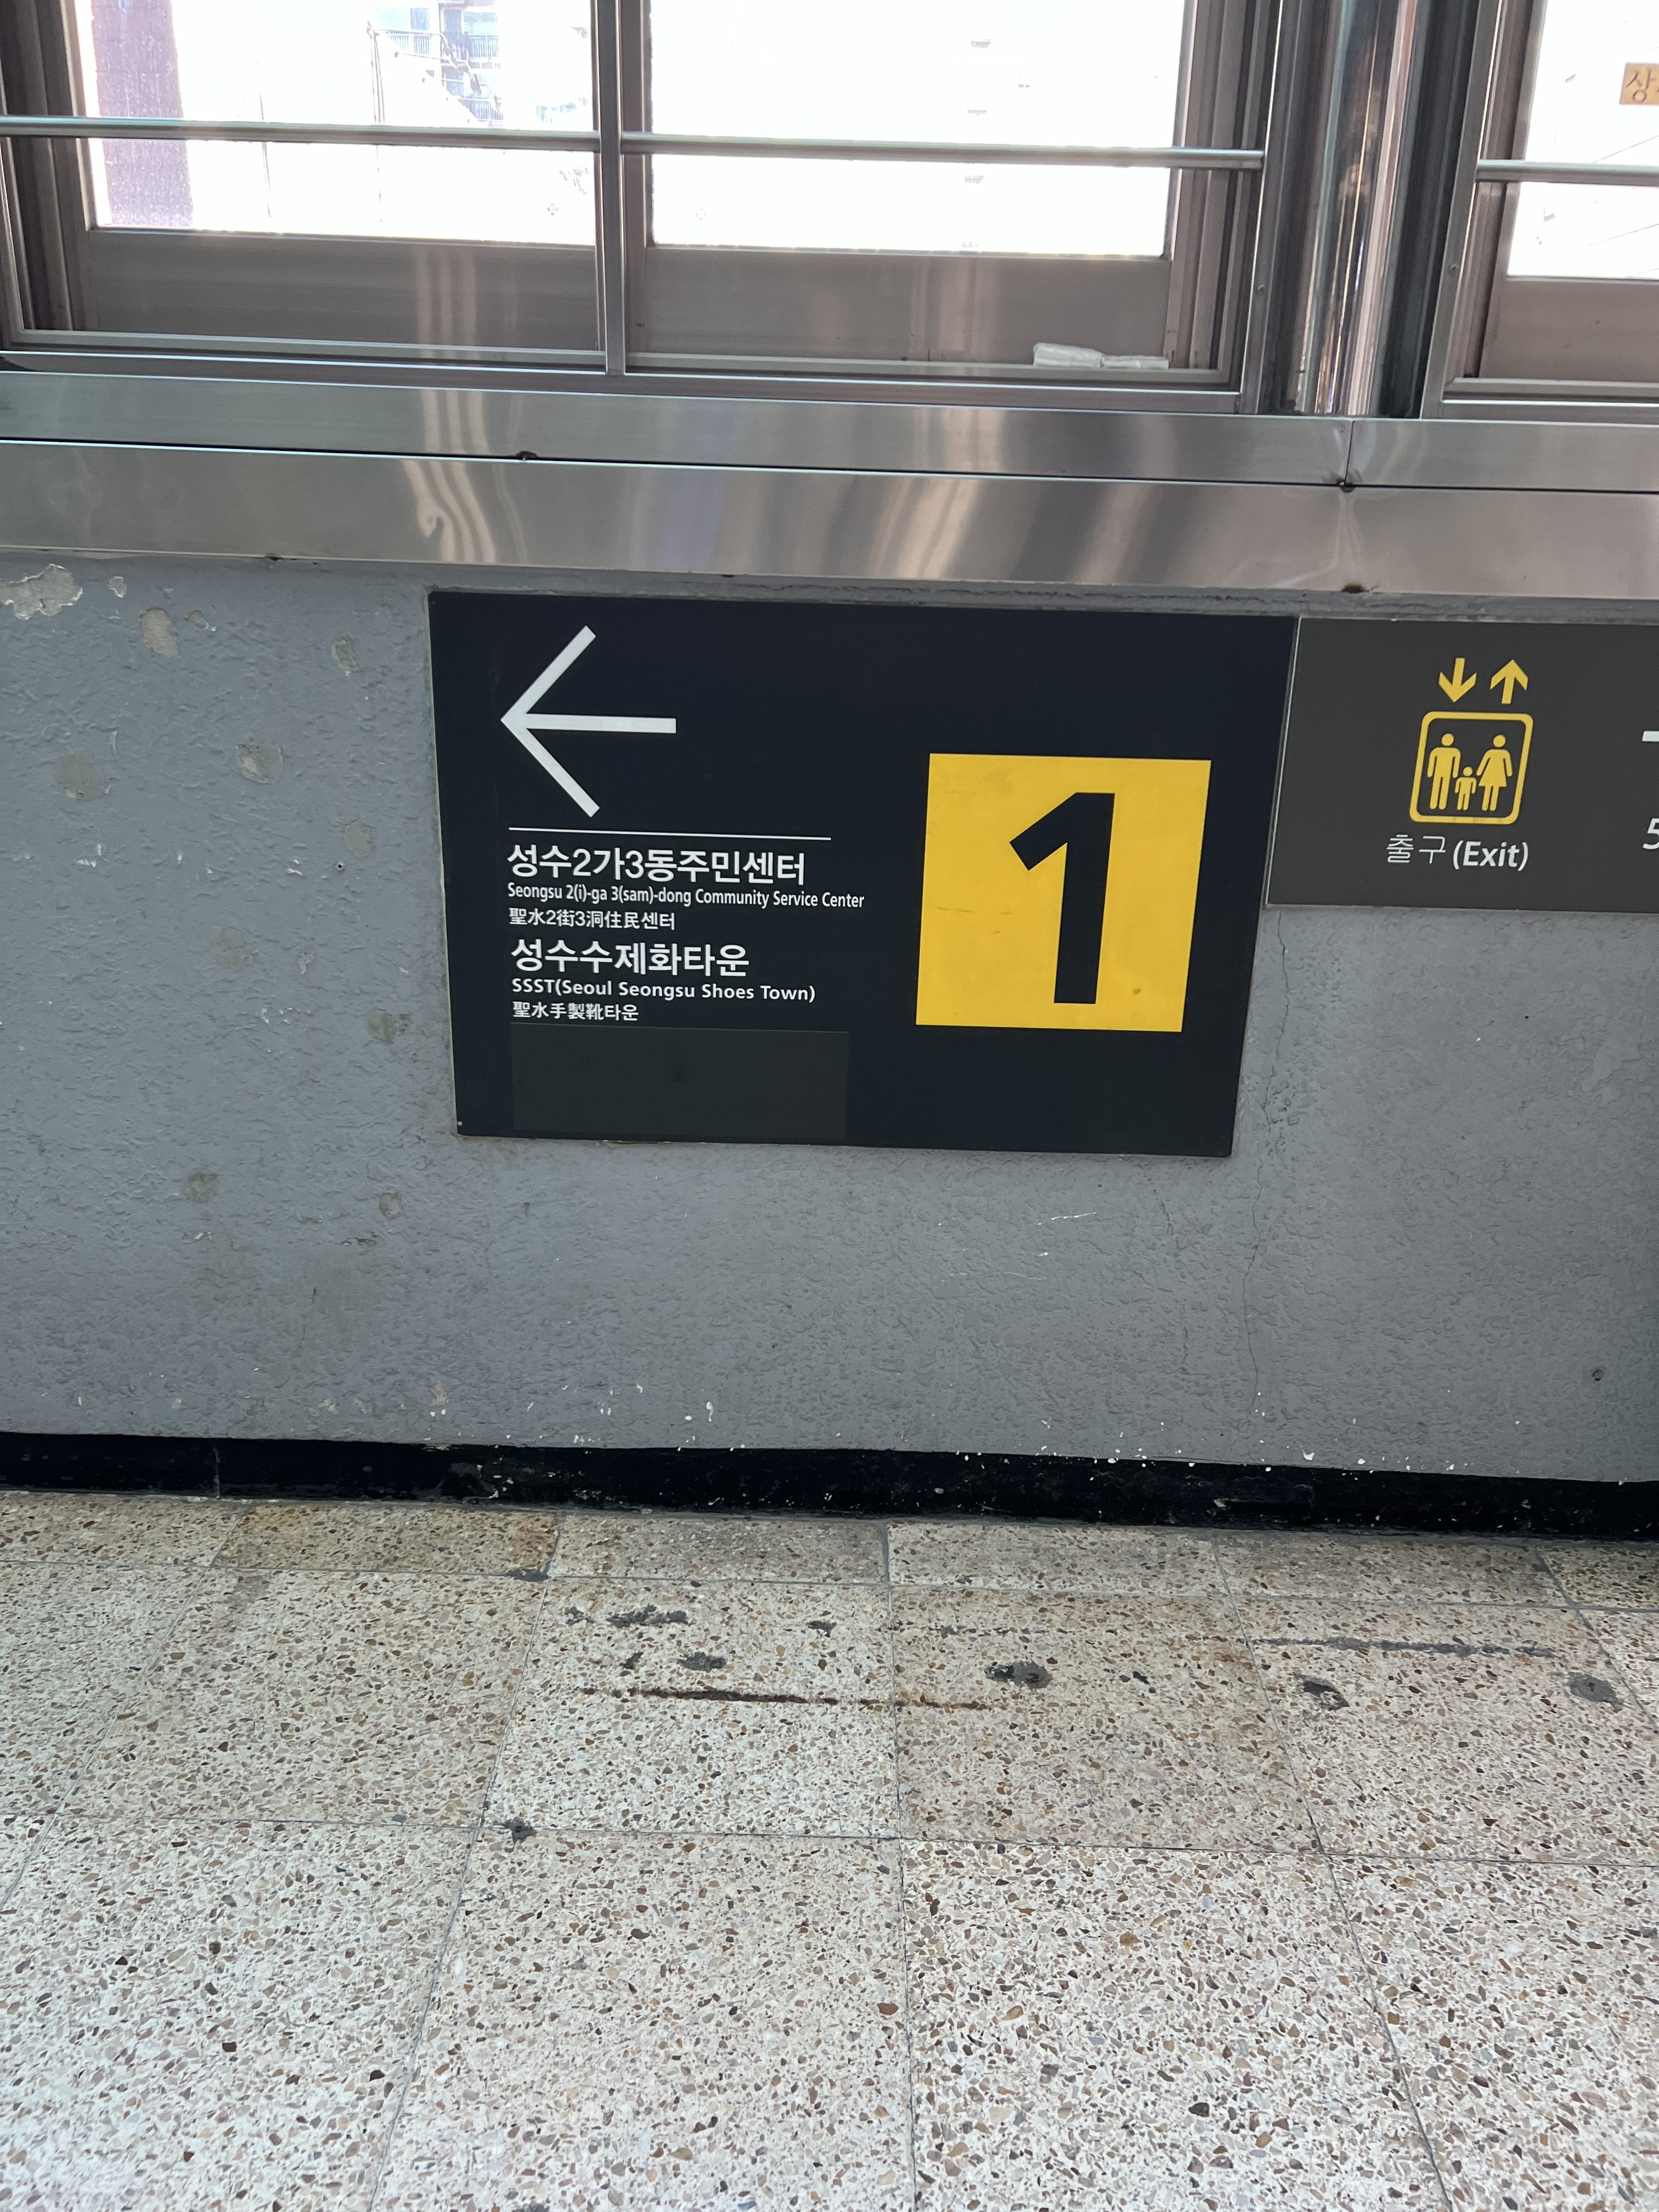 성수2가3동주민센터
Seongsu 2(i)-ga 3(sam)-dong Community Service Center
聖水2街3洞住民센터
성수수제화타운
SSST(Seoul Seongsu Shoes Town)
聖水手製靴타운
1
출구(Exit)
5
상